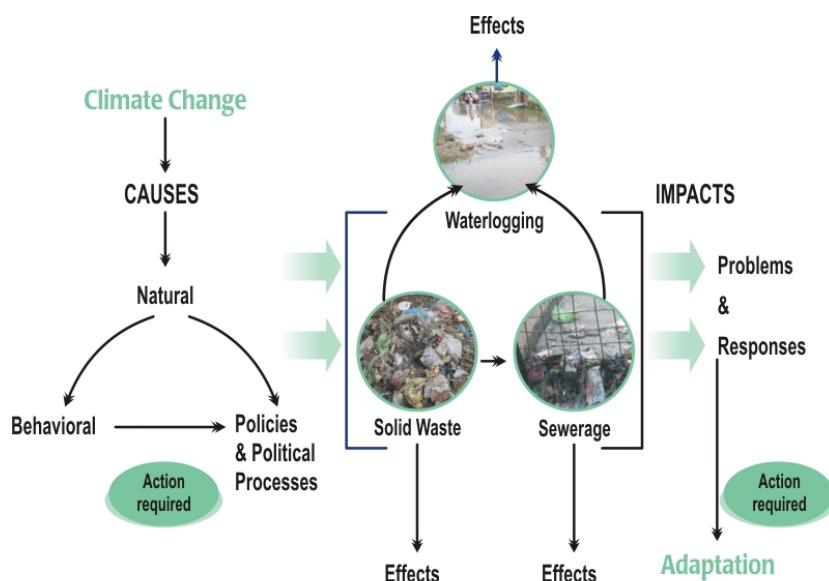 Effects
Climate Change
CAUSES
Natural
Behavioral
Policies
& Political
Processes
Action
required
Waterlogging
Solid Waste
Sewerage
Effects
Effects
IMPACTS
Problems
&
Responses
Action
required
Adaptation